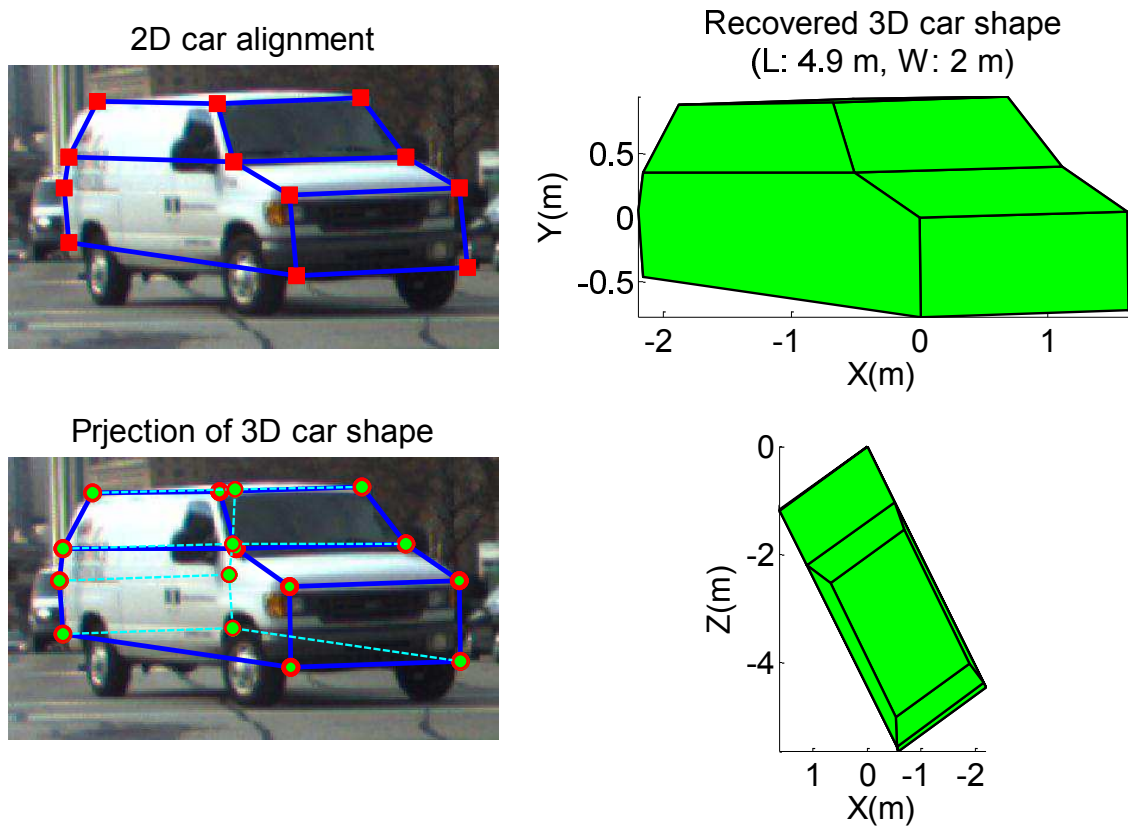 2D car alignment
Recovered 3D car shape
(L: 4.9 m, W: 2 m)
0.5
0
-0.5
Y(m)
-2
-1
0
1
X(m)
Prjection of 3D car shape
0
-2
-4
Z(m)
1
0
-1
-2
X(m)